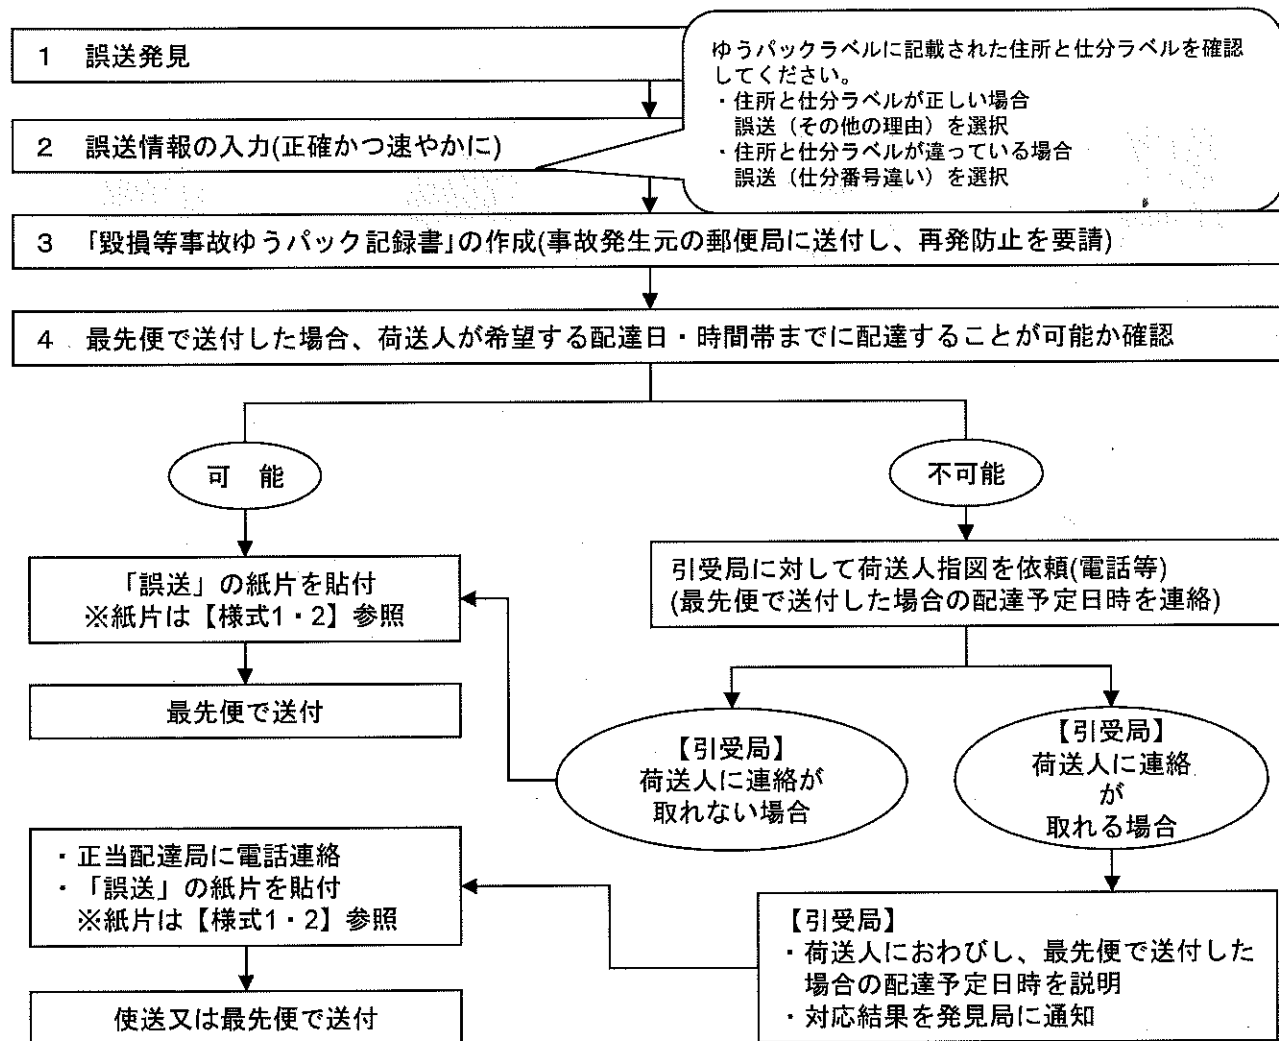 1 誤送発見
ゆうパックラベルに記載された住所と仕分ラベルを確認
してください。
・住所と仕分ラベルが正しい場合
誤送（その他の理由）を選択
・住所と仕分ラベルが違っている場合
誤送（仕分番号違い）を選択
2 誤送情報の入力(正確かつ速やかに)
3 「毀損等事故ゆうパック記録書」の作成(事故発生元の郵便局に送付し、再発防止を要請)
4 最先便で送付した場合、荷送人が希望する配達日・時間帯までに配達することが可能か確認
可 能
不可能
「誤送」の紙片を貼付
※紙片は【様式1・2】参照
最先便で送付
引受局に対して荷送人指図を依頼(電話等)
(最先便で送付した場合の配達予定日時を連絡)
【引受局】
荷送人に連絡が
取れない場合
【引受局】
荷送人に連絡
が
取れる場合
・正当配達局に電話連絡
・「誤送」の紙片を貼付
※紙片は【様式1・2】参照
使送又は最先便で送付
【引受局】
・荷送人におわびし、最先便で送付した
場合の配達予定日時を説明
・対応結果を発見局に通知